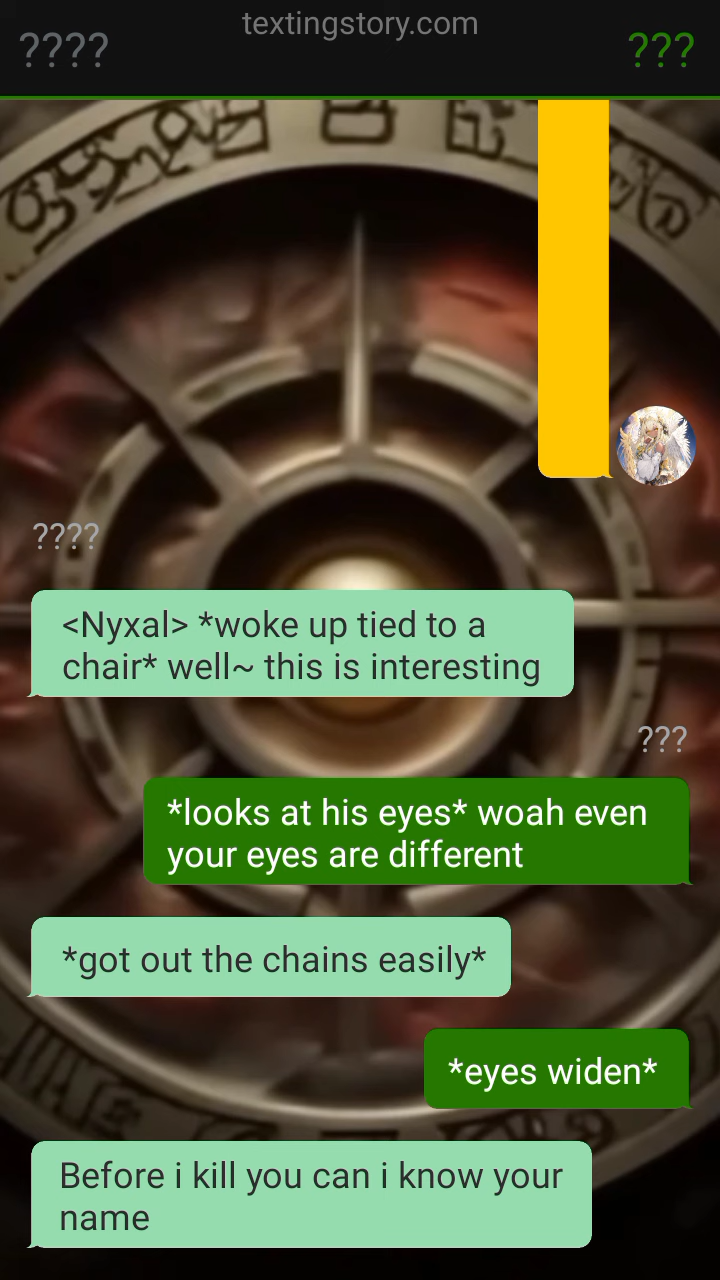 textingstory.com
????
???
????
<Nyxal> *woke up tied to a
chair* well~ this is interesting
???
*looks at his eyes* woah even
your eyes are different
*got out the chains easily*
*eyes widen*
Before i kill you can i know your
name